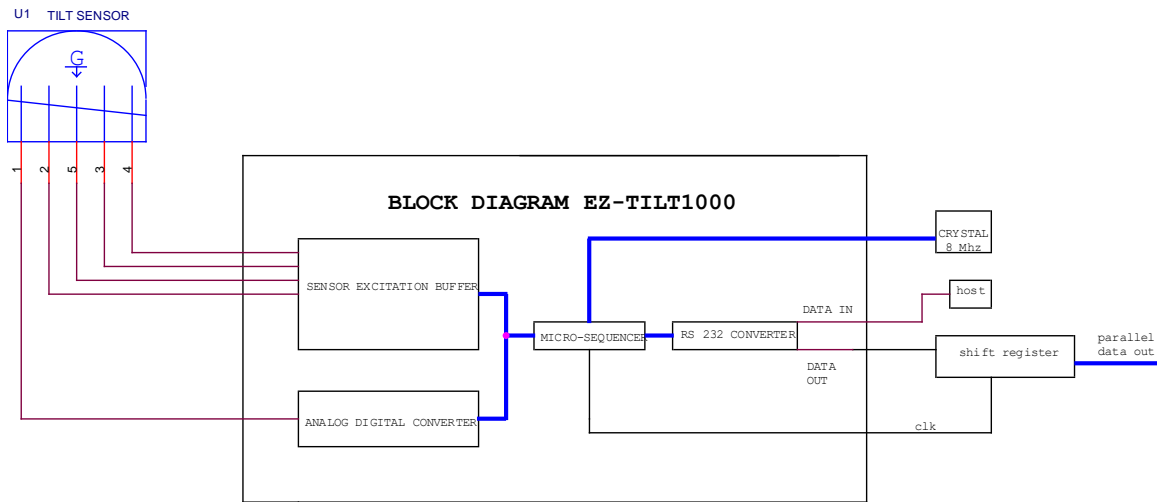 U1 TILT SENSOR
G
1 2 5 3 4
BLOCK DIAGRAM EZ-TILT1000
CRYSTAL
8 Mhz
SENSOR EXCITATION BUFFER
host
DATA IN
MICRO-SEQUENCER
RS 232 CONVERTER
shift register
parallel
data out
DATA
OUT
ANALOG DIGITAL CONVERTER
clk